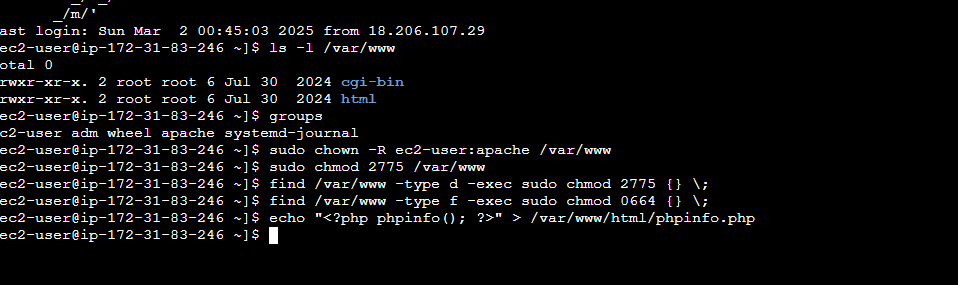 _/ _/
_/m/'
ast login: Sun Mar  2 00:45:03 2025 from 18.206.107.29
ec2-user@ip-172-31-83-246 ~]$ ls -l /var/www
otal 0
rwxr-xr-x. 2 root root 6 Jul 30  2024 cgi-bin
rwxr-xr-x. 2 root root 6 Jul 30  2024 html
ec2-user@ip-172-31-83-246 ~]$ groups
c2-user adm wheel apache systemd-journal
ec2-user@ip-172-31-83-246 ~]$ sudo chown -R ec2-user:apache /var/www
ec2-user@ip-172-31-83-246 ~]$ sudo chmod 2775 /var/www
ec2-user@ip-172-31-83-246 ~]$ find /var/www -type d -exec sudo chmod 2775 {} \;
ec2-user@ip-172-31-83-246 ~]$ find /var/www -type f -exec sudo chmod 0664 {} \;
ec2-user@ip-172-31-83-246 ~]$ echo "<?php phpinfo(); ?>" > /var/www/html/phpinfo.php
ec2-user@ip-172-31-83-246 ~]$